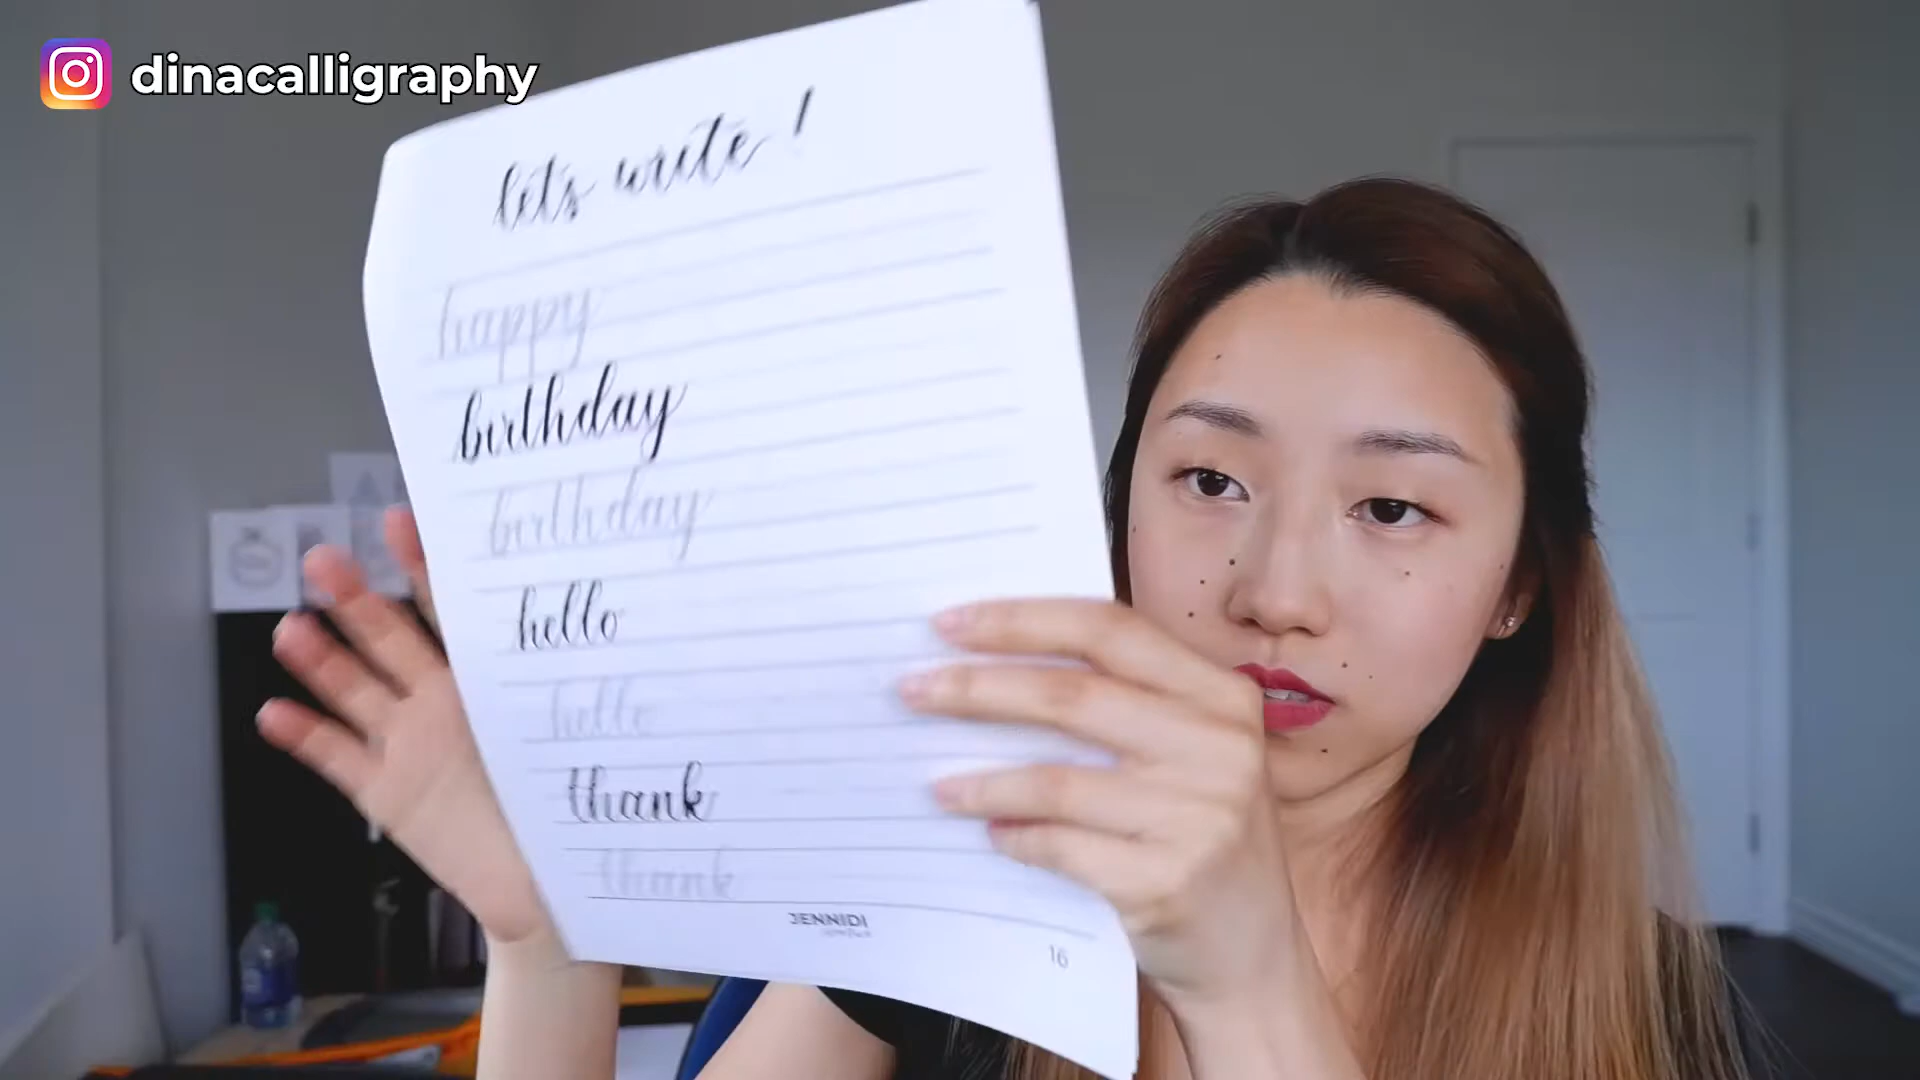 dinacalligraphy
let's write!
happy
birthday
birthday
hello
hello
thank
thank
JENNIDI
16